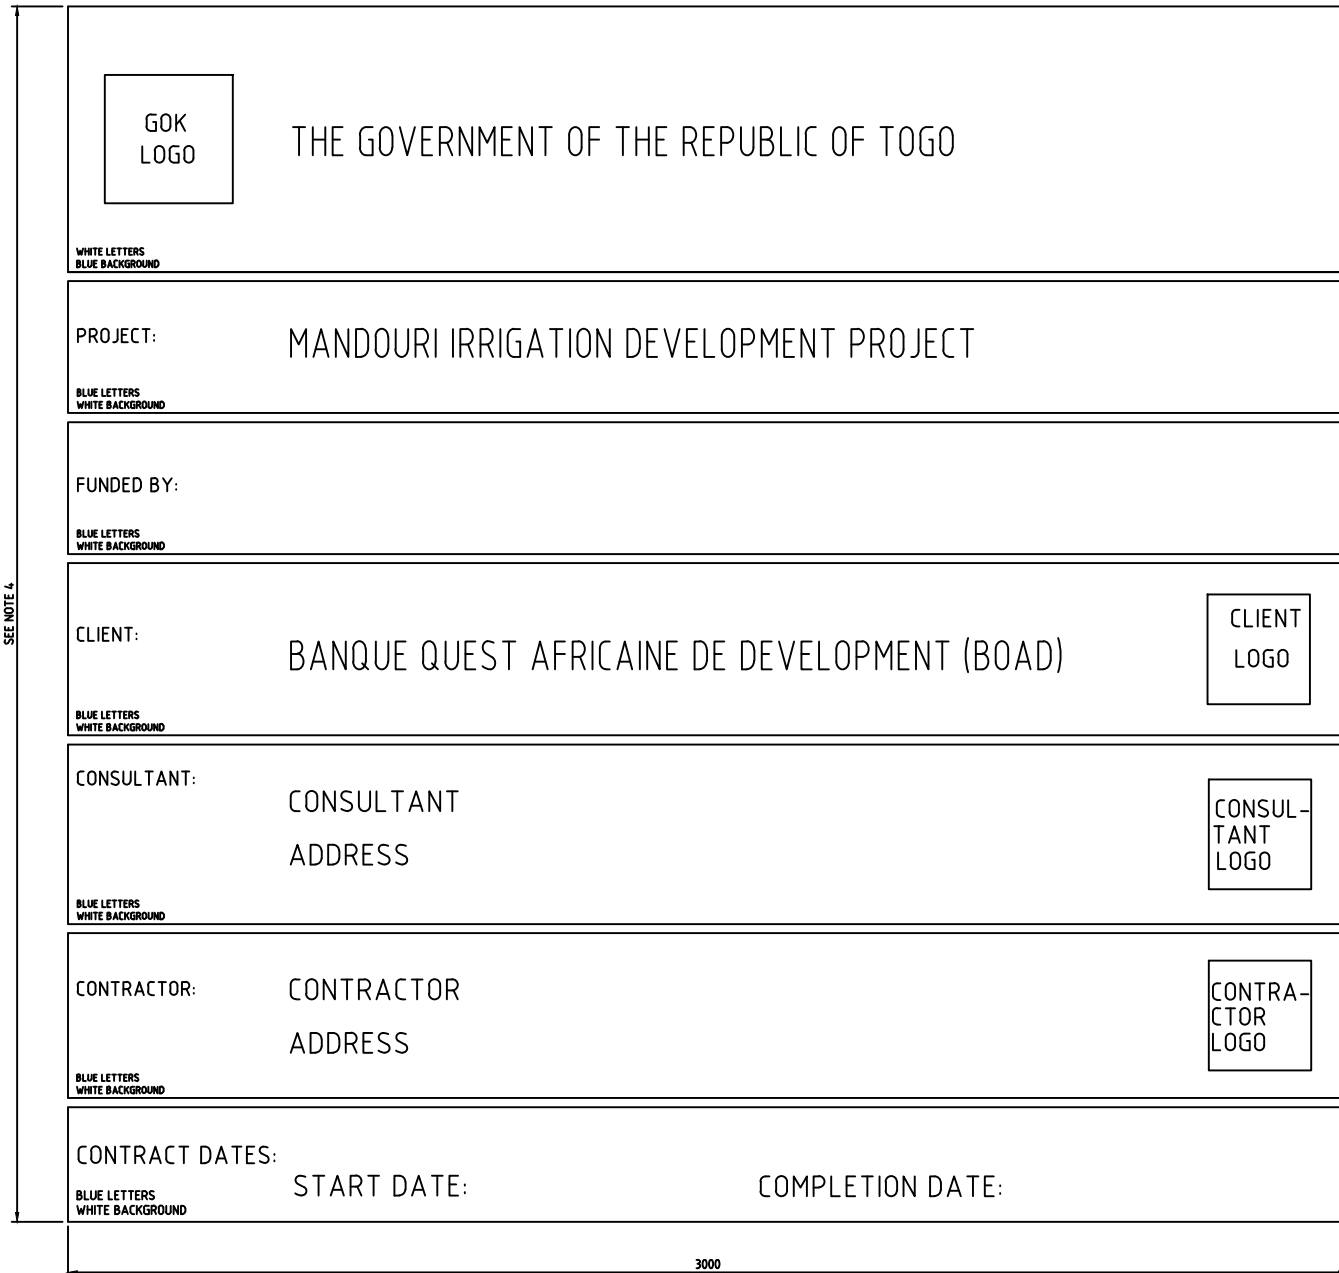 GOK
LOGO
THE GOVERNMENT OF THE REPUBLIC OF TOGO
WHITE LETTERS
BLUE BACKGROUND
PROJECT:
MANDOURI IRRIGATION DEVELOPMENT PROJECT
BLUE LETTERS
WHITE BACKGROUND
FUNDED BY:
BLUE LETTERS
WHITE BACKGROUND
SEE NOTE 4
CLIENT:
BANQUE QUEST AFRICAINE DE DEVELOPMENT (BOAD)
CLIENT
LOGO
BLUE LETTERS
WHITE BACKGROUND
CONSULTANT:
CONSULTANT
ADDRESS
CONSUL-
TANT
LOGO
BLUE LETTERS
WHITE BACKGROUND
CONTRACTOR:
CONTRACTOR
ADDRESS
CONTRA-
CTOR
LOGO
BLUE LETTERS
WHITE BACKGROUND
CONTRACT DATES:
START DATE:
COMPLETION DATE:
BLUE LETTERS
WHITE BACKGROUND
3000